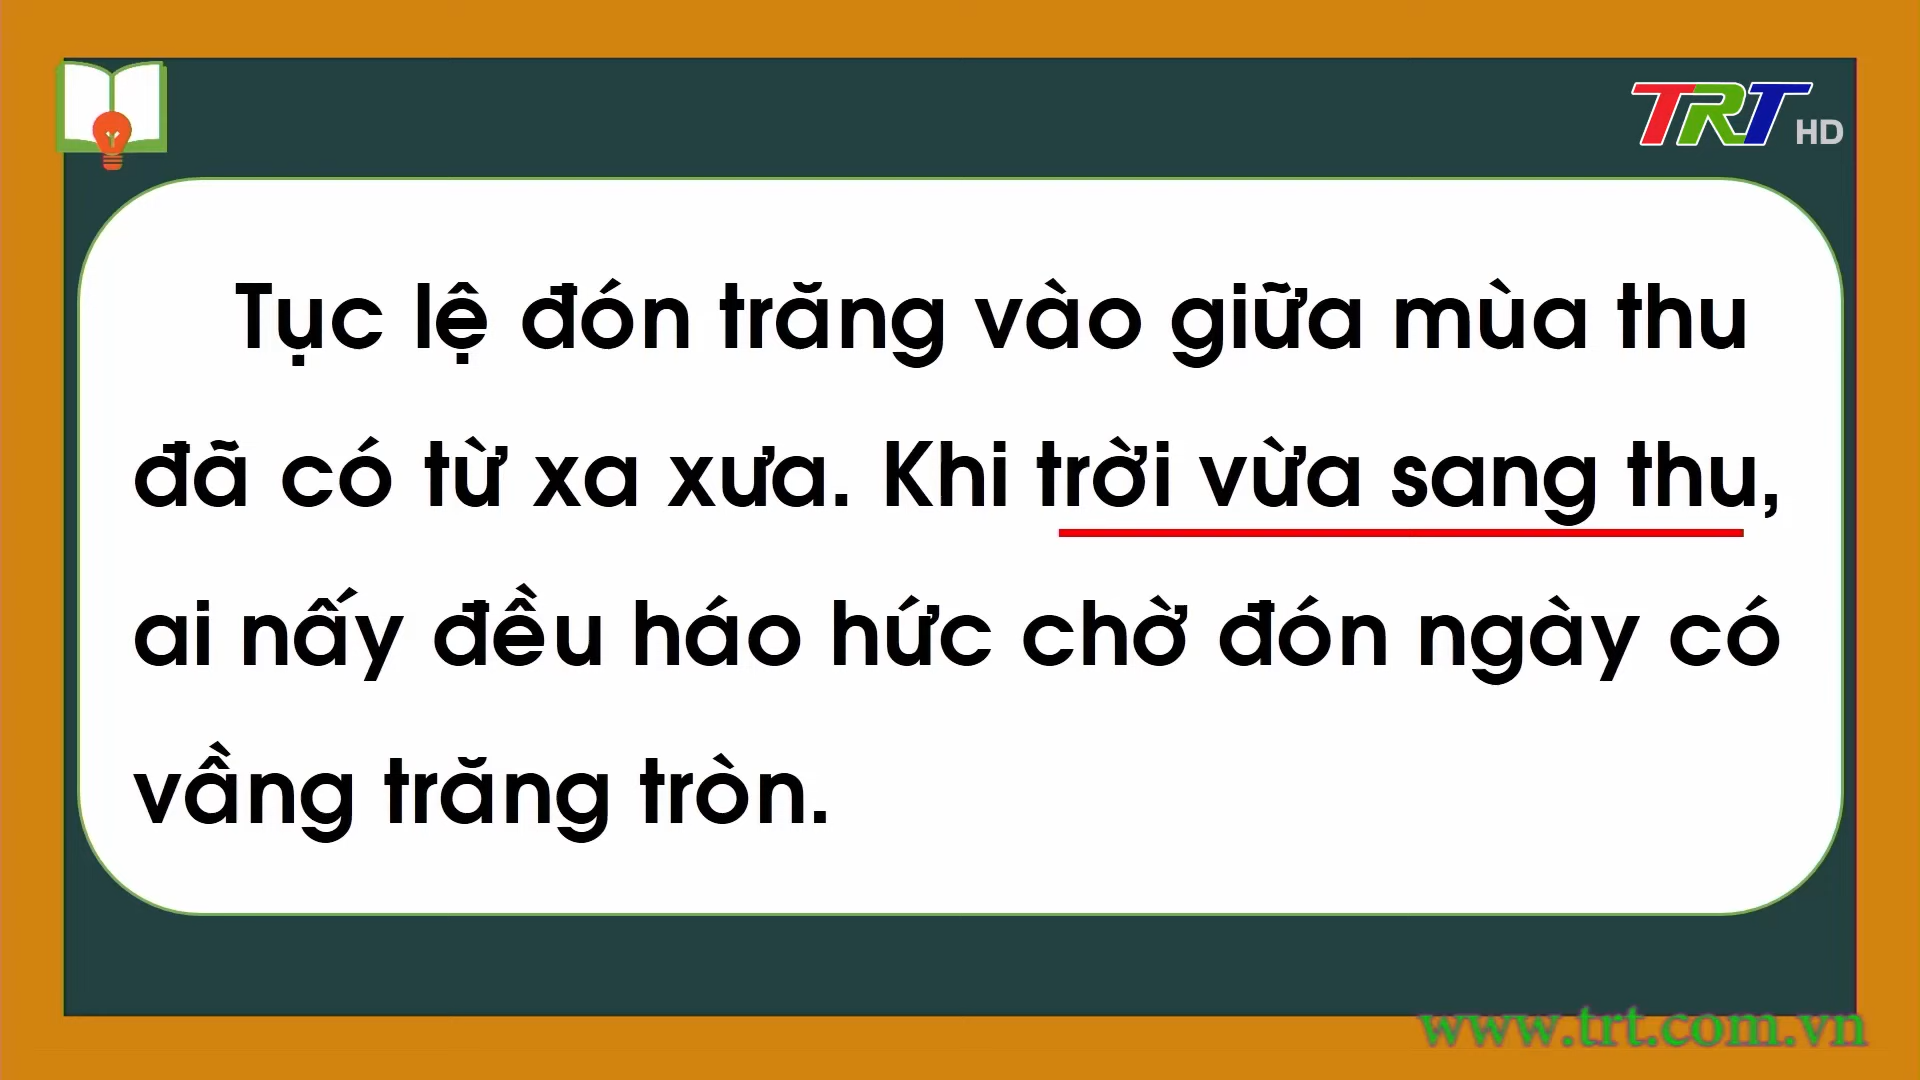 TRT HD
Tục lệ đón trăng vào giữa mùa thu
đã có từ xa xưa. Khi trời vừa sang thu,
ai nấy đều háo hức chờ đón ngày có
vầng trăng tròn.
www.trt.com.vn